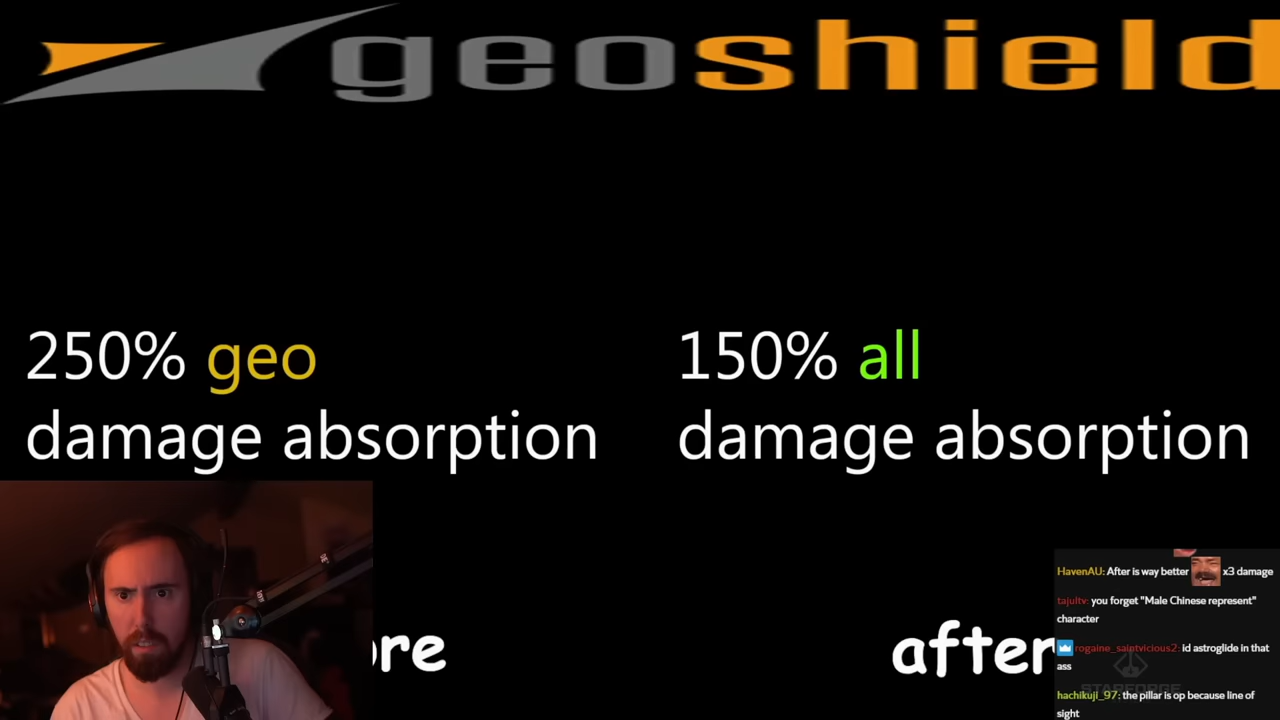 geoshield
250% geo
damage absorption
150% all
damage absorption
ore
after
HavenAU: After is way better x3 damage
tajultv: you forget "Male Chinese represent"
character
rogaine_saintvicious2: id astroglide in that
ass
STARFORGE
hachikuji_97: the pillar is op because line of
sight